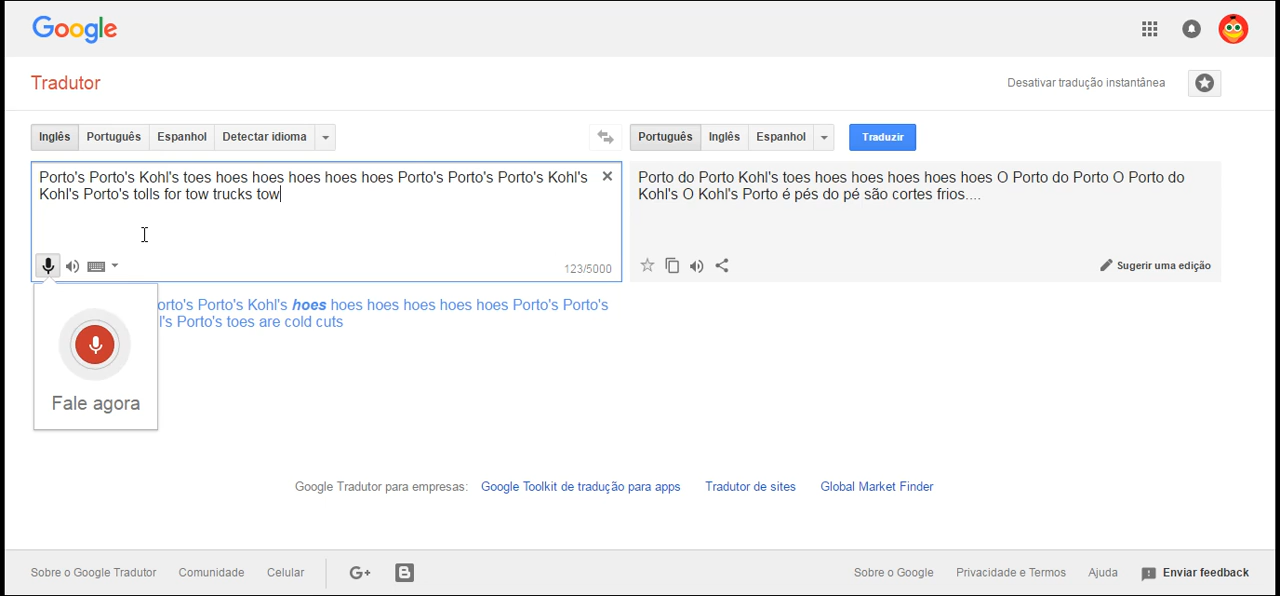 Google
Tradutor
Desativar tradução instantânea
Inglês Português Espanhol Detectar idioma
Português Inglês Espanhol Traduzir
Porto's Porto's Kohl's toes hoes hoes hoes hoes hoes Porto's Porto's Porto's Kohl's
Kohl's Porto's tolls for tow trucks tow
123/5000
Porto do Porto Kohl's toes hoes hoes hoes hoes hoes O Porto do Porto O Porto do
Kohl's O Kohl's Porto é pés do pé são cortes frios....
Sugerir uma edição
orto's Porto's Kohl's hoes hoes hoes hoes hoes hoes Porto's Porto's
l's Porto's toes are cold cuts
Fale agora
Google Tradutor para empresas: Google Toolkit de tradução para apps Tradutor de sites Global Market Finder
Sobre o Google Tradutor Comunidade Celular G+ B Sobre o Google Privacidade e Termos Ajuda Enviar feedback